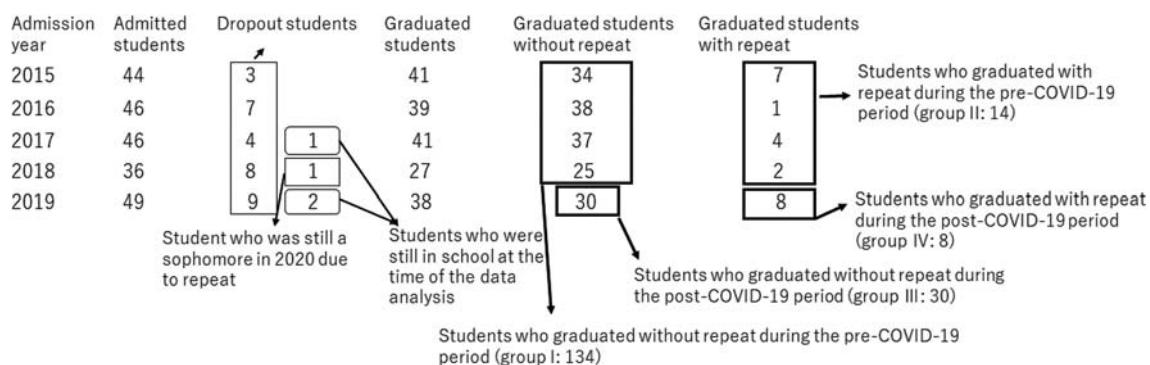 Admission year
Admitted students
Dropout students
Graduated students
Graduated students without repeat
Graduated students with repeat
2015 44 3 41 34 7
2016 46 7 39 38 1
2017 46 4 1 41 37 4
2018 36 8 1 27 25 2
2019 49 9 2 38 30 8
Students who graduated with
repeat during the pre-COVID-19
period (group II: 14)
Students who graduated with repeat
during the post-COVID-19 period
(group IV: 8)
Student who was still a
sophomore in 2020 due
to repeat
Students who were
still in school at the
time of the data
analysis
Students who graduated without repeat during
the post-COVID-19 period (group III: 30)
Students who graduated without repeat during the pre-COVID-19
period (group I: 134)